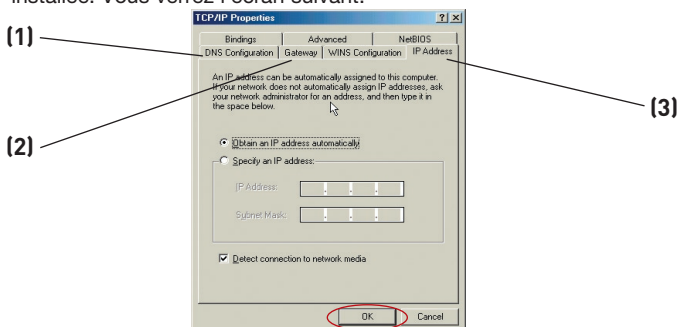 installée. Vous verrez l'écran suivant.
TCP/IP Properties
Bindings Advanced NetBIOS
(1)
DNS Configuration Gateway WINS Configuration IP Address
An IP address can be automatically assigned to this computer.
If your network does not automatically assign IP addresses, ask
your network administrator for an address, and then type it in
the space below.
(3)
(2)
Obtain an IP address automatically
Specify an IP address:
IP Address:
Subnet Mask:
Detect connection to network media
OK Cancel